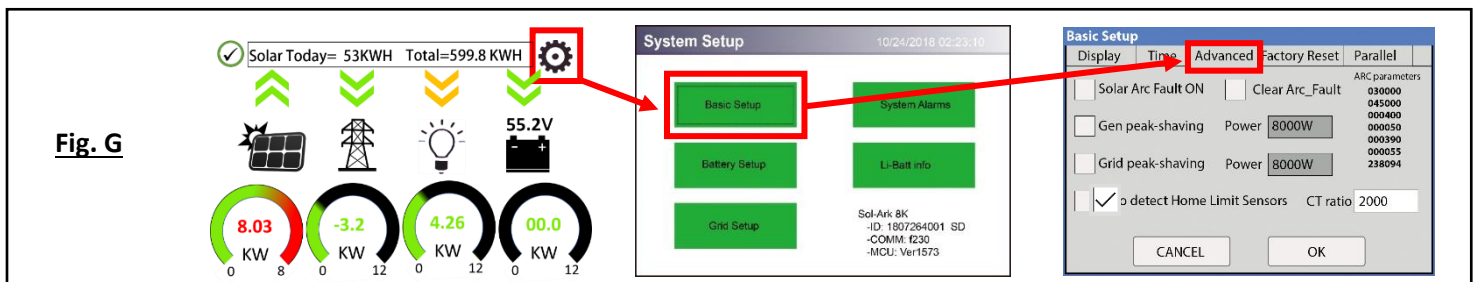 Fig. G
Solar Today= 53KWH Total=599.8 KWH
55.2V
- +
8.03
KW
0 8
-3.2
KW
0 12
4.26
KW
0 12
00.0
KW
0 12
System Setup 10/24/2018 02:23:10
Basic Setup
System Alarms
Battery Setup
Li-Batt info
Grid Setup
Sol-Ark 8K
-ID: 1807264001 SD
-COMM: f230
-MCU: Ver1573
Basic Setup
Display Time Advanced Factory Reset Parallel
Solar Arc Fault ON Clear Arc_Fault
Gen peak-shaving Power 8000W
Grid peak-shaving Power 8000W
o detect Home Limit Sensors CT ratio 2000
ARC parameters
030000
045000
000400
000050
000390
000055
238094
CANCEL OK